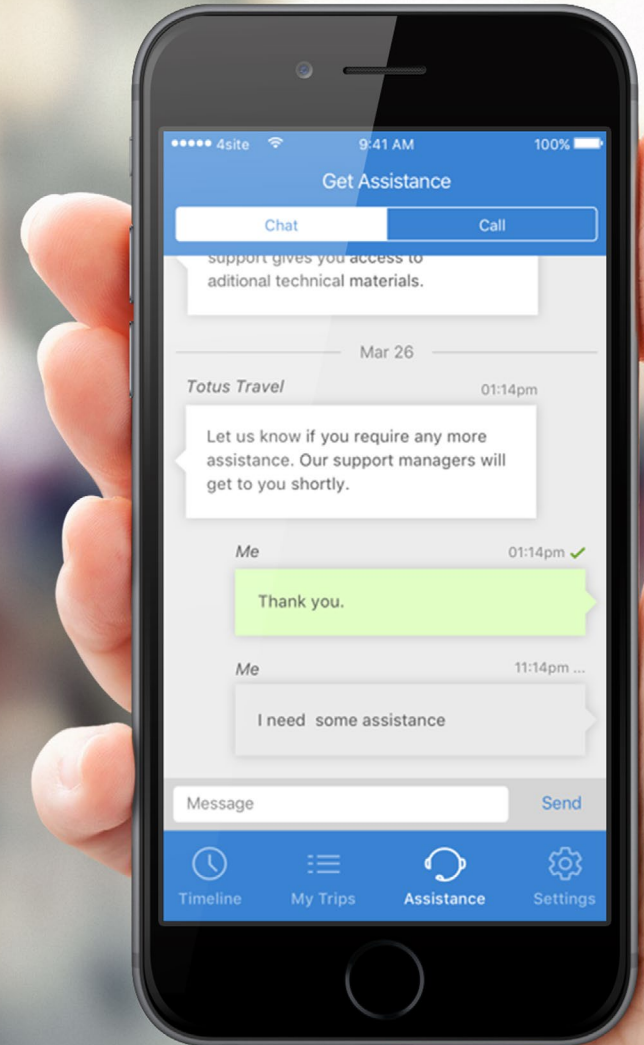 4site 9:41 AM 100%
Get Assistance
Chat Call
support gives you access to
aditional technical materials.
Mar 26
Totus Travel 01:14pm
Let us know if you require any more
assistance. Our support managers will
get to you shortly.
Me 01:14pm
Thank you.
Me 11:14pm ...
I need some assistance
Message Send
Timeline My Trips Assistance Settings